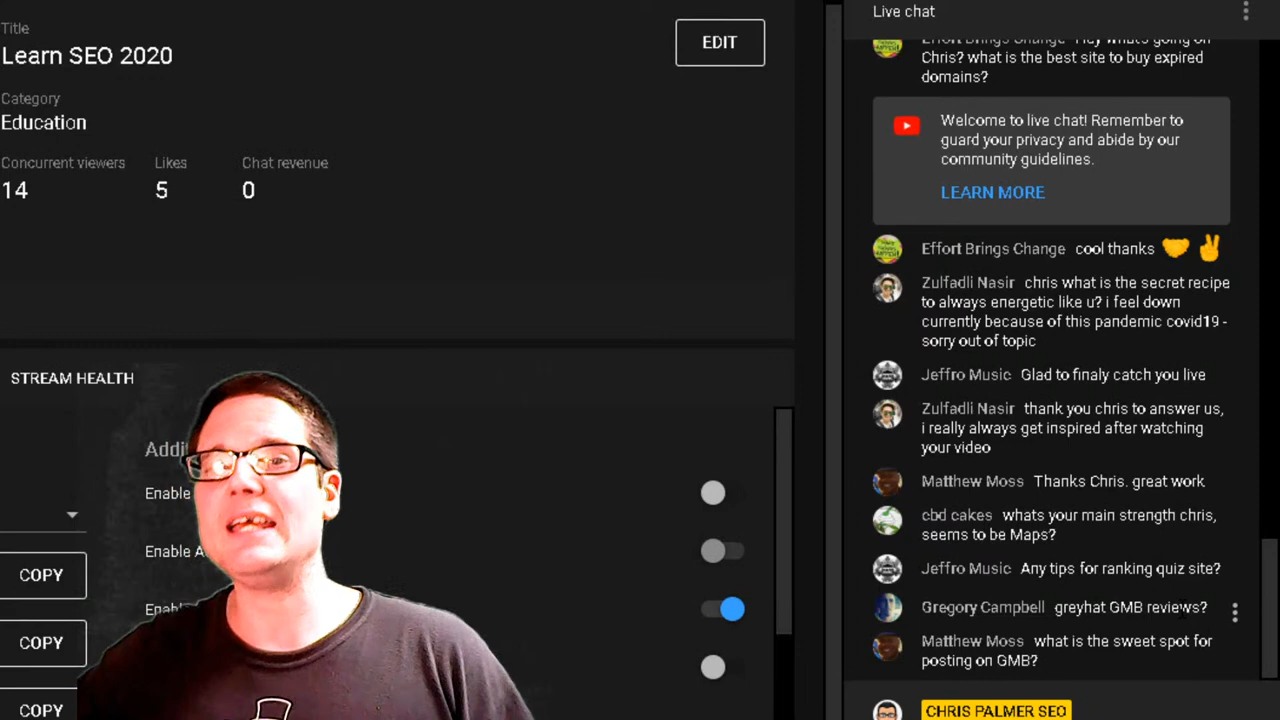 Title
Learn SEO 2020
EDIT
Category
Education
Concurrent viewers
Likes
Chat revenue
14
5
0
STREAM HEALTH
Addi
Enable
Enable A
Enabl
COPY
COPY
COPY
Live chat
Effort Brings Change Hey what's going on
Chris? what is the best site to buy expired
domains?
Welcome to live chat! Remember to
guard your privacy and abide by our
community guidelines.
LEARN MORE
Effort Brings Change cool thanks
Zulfadli Nasir chris what is the secret recipe
to always energetic like u? i feel down
currently because of this pandemic covid19 -
sorry out of topic
Jeffro Music Glad to finaly catch you live
Zulfadli Nasir thank you chris to answer us,
i really always get inspired after watching
your video
Matthew Moss Thanks Chris. great work
cbd cakes whats your main strength chris,
seems to be Maps?
Jeffro Music Any tips for ranking quiz site?
Gregory Campbell greyhat GMB reviews?
Matthew Moss what is the sweet spot for
posting on GMB?
CHRIS PALMER SEO